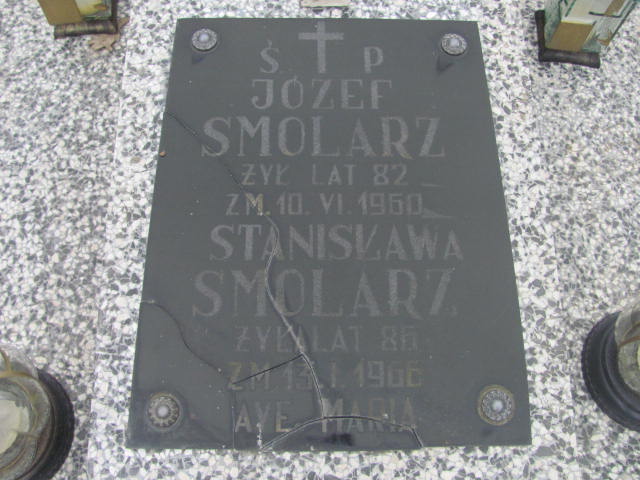 Ś. P
JÓZEF
SMOLARZ
ŻYŁ LAT 82
ZM. 10. VI. 1960.
STANISŁAWA
SMOLARZ
ŻYŁA LAT 86
ZM 13. I. 1966
AVE MARIA